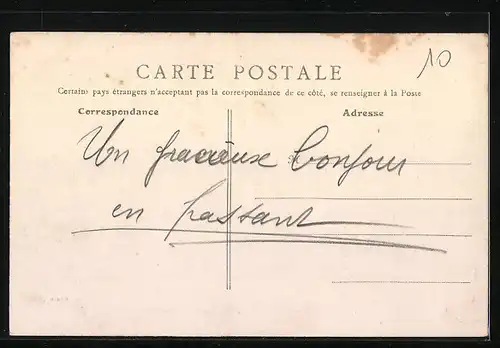 10
CARTE POSTALE
Certains pays étrangers n'acceptant pas la correspondance de ce côté, se renseigner à la Poste
Correspondance Adresse
Un gracieuse bonjour
en passant